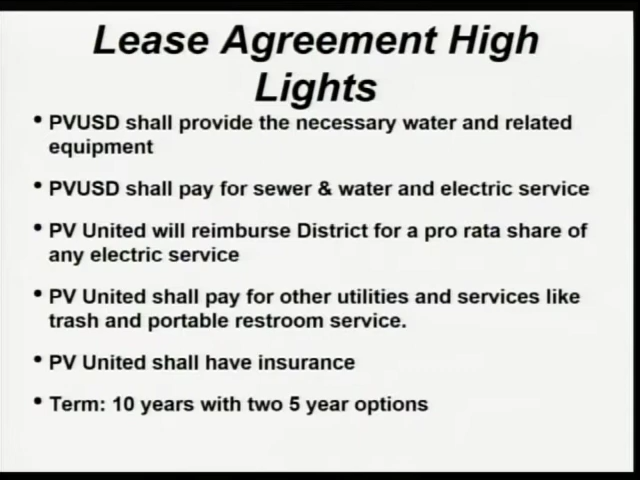 Lease Agreement High
Lights
• PVUSD shall provide the necessary water and related
equipment
• PVUSD shall pay for sewer & water and electric service
• PV United will reimburse District for a pro rata share of
any electric service
• PV United shall pay for other utilities and services like
trash and portable restroom service.
• PV United shall have insurance
• Term: 10 years with two 5 year options